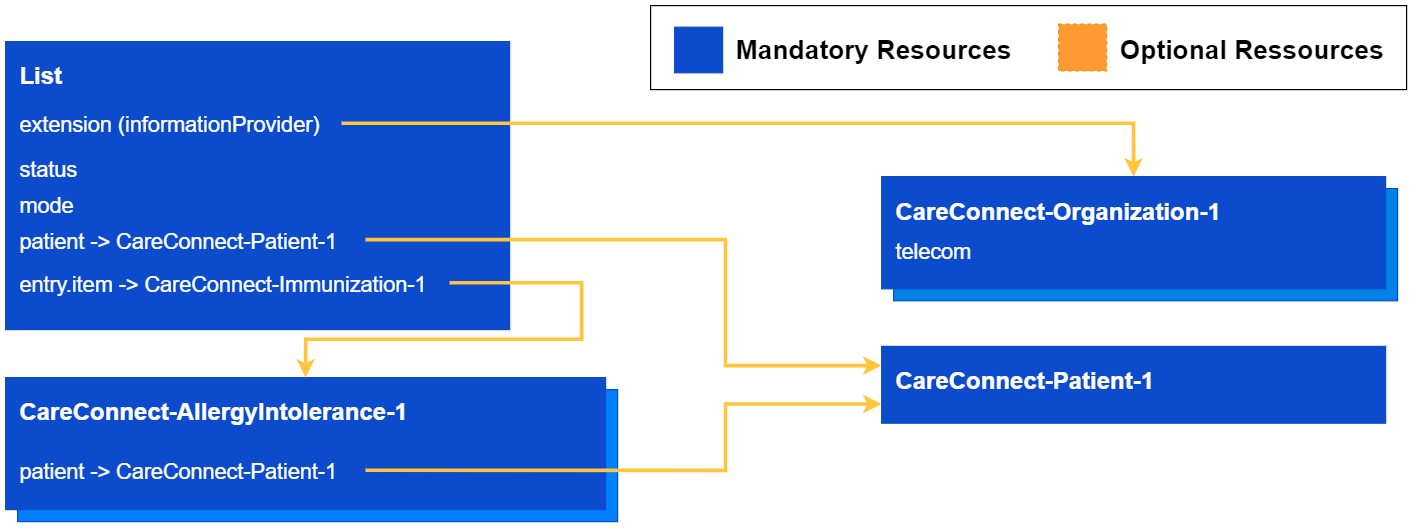 Mandatory Resources
Optional Ressources
List
extension (informationProvider)
status
mode
patient -> CareConnect-Patient-1
entry.item -> CareConnect-Immunization-1
CareConnect-Organization-1
telecom
CareConnect-Patient-1
CareConnect-AllergyIntolerance-1
patient -> CareConnect-Patient-1